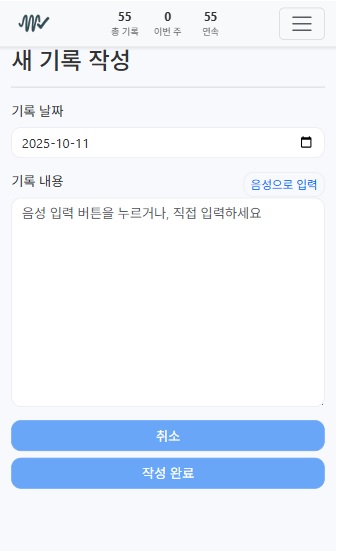 55 0 55
총 기록 이번 주 연속
새 기록 작성
기록 날짜
2025-10-11
기록 내용
음성으로 입력
음성 입력 버튼을 누르거나, 직접 입력하세요
취소
작성 완료